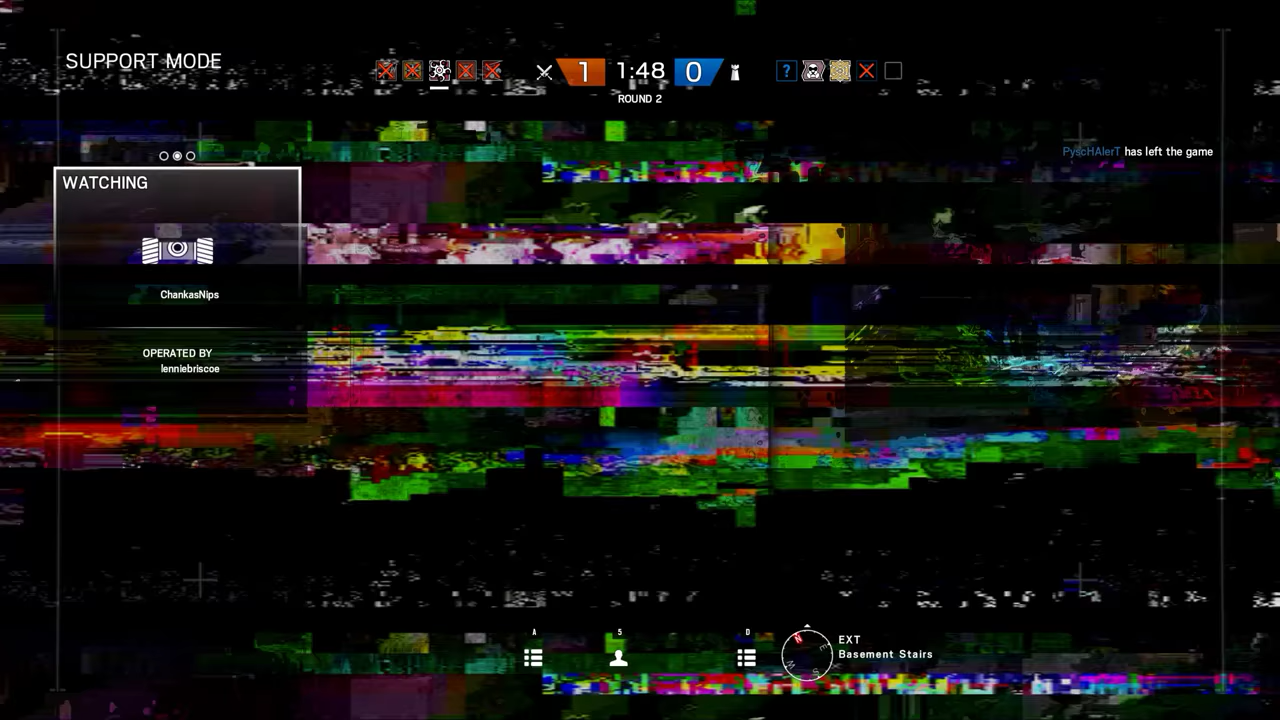 SUPPORT MODE
1 1:48 0
ROUND 2
?
PyscHAlerT has left the game
WATCHING
ChankasNips
OPERATED BY
lenniebriscoe
A S D
N E S W
EXT
Basement Stairs